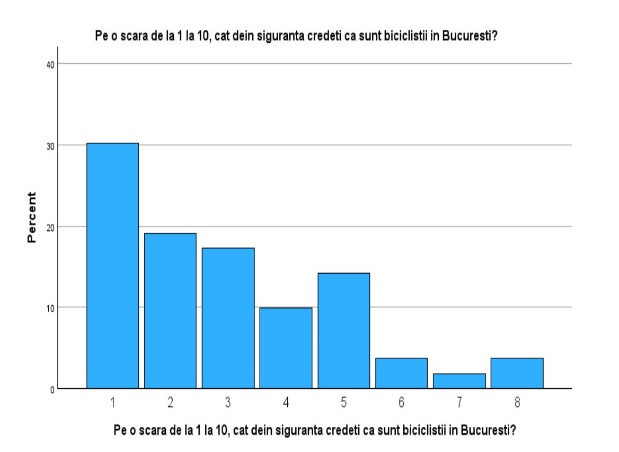 Pe o scara de la 1 la 10, cat dein siguranta credeti ca sunt biciclistii in Bucuresti?
40
30
20
10
0
Percent
1 2 3 4 5 6 7 8
Pe o scara de la 1 la 10, cat dein siguranta credeti ca sunt biciclistii in Bucuresti?